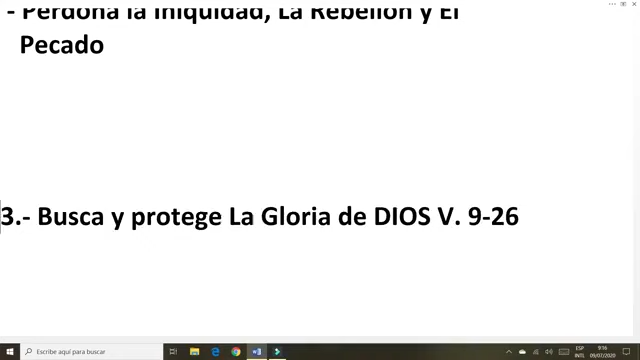 - Perdona la Iniquidad, La Rebelión y El
Pecado
3.- Busca y protege La Gloria de DIOS V. 9-26
Escribe aquí para buscar
ESP
INTL
9:16
09/07/2020